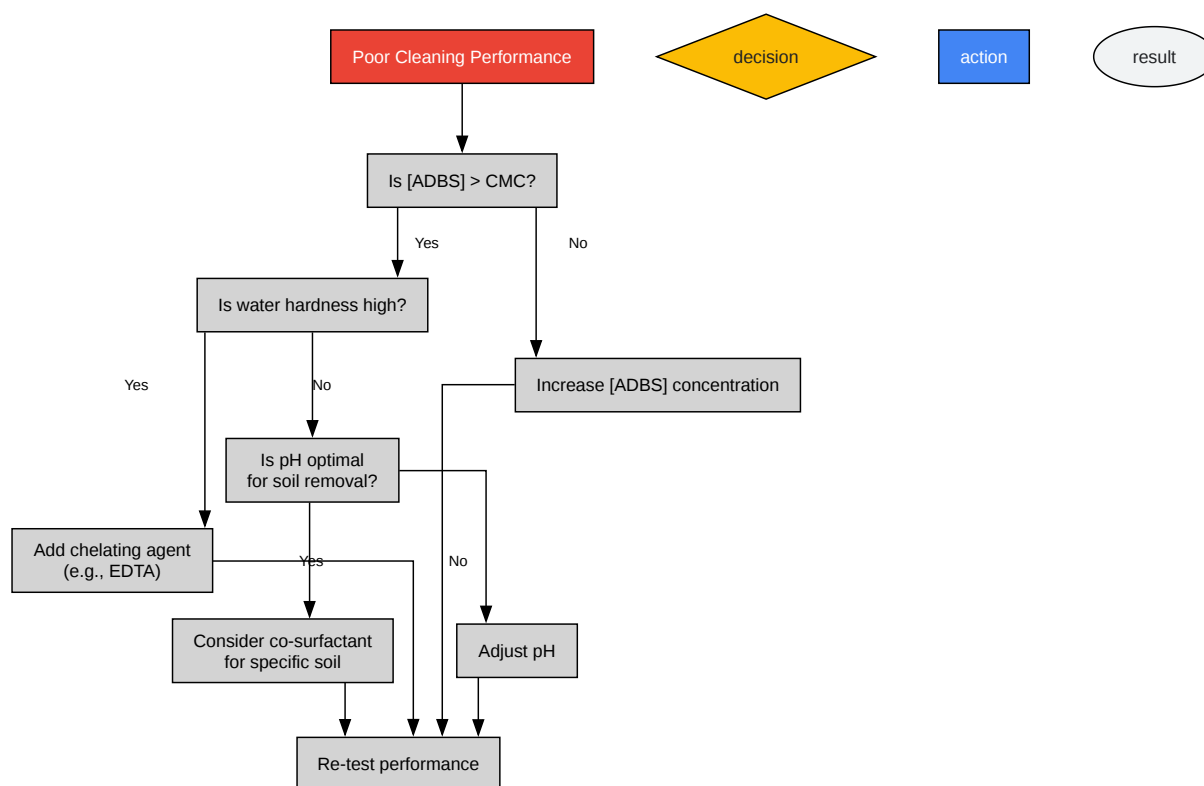 Poor Cleaning Performance
decision
action
result
Is [ADBS] > CMC?
Yes
No
Is water hardness high?
Yes
No
Increase [ADBS] concentration
Is pH optimal
for soil removal?
Add chelating agent
(e.g., EDTA)
Yes
No
Consider co-surfactant
for specific soil
Adjust pH
Re-test performance